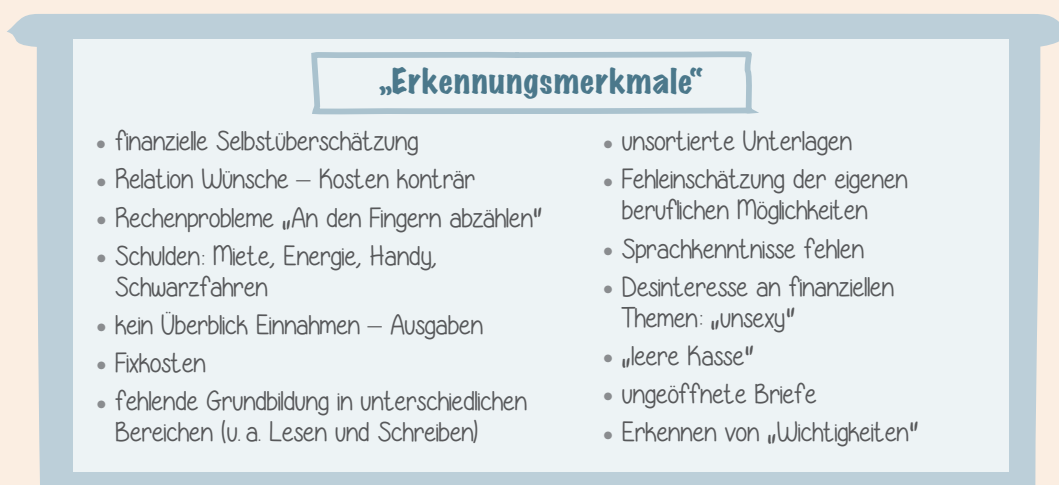 „Erkennungsmerkmale“
• finanzielle Selbstüberschätzung
• Relation Wünsche – Kosten konträr
• Rechenprobleme „An den Fingern abzählen“
• Schulden: Miete, Energie, Handy,
Schwarzfahren
• kein Überblick Einnahmen – Ausgaben
• Fixkosten
• fehlende Grundbildung in unterschiedlichen
Bereichen (u. a. Lesen und Schreiben)
• unsortierte Unterlagen
• Fehleinschätzung der eigenen
beruflichen Möglichkeiten
• Sprachkenntnisse fehlen
• Desinteresse an finanziellen
Themen: „unsexy“
• „leere Kasse“
• ungeöffnete Briefe
• Erkennen von „Wichtigkeiten“